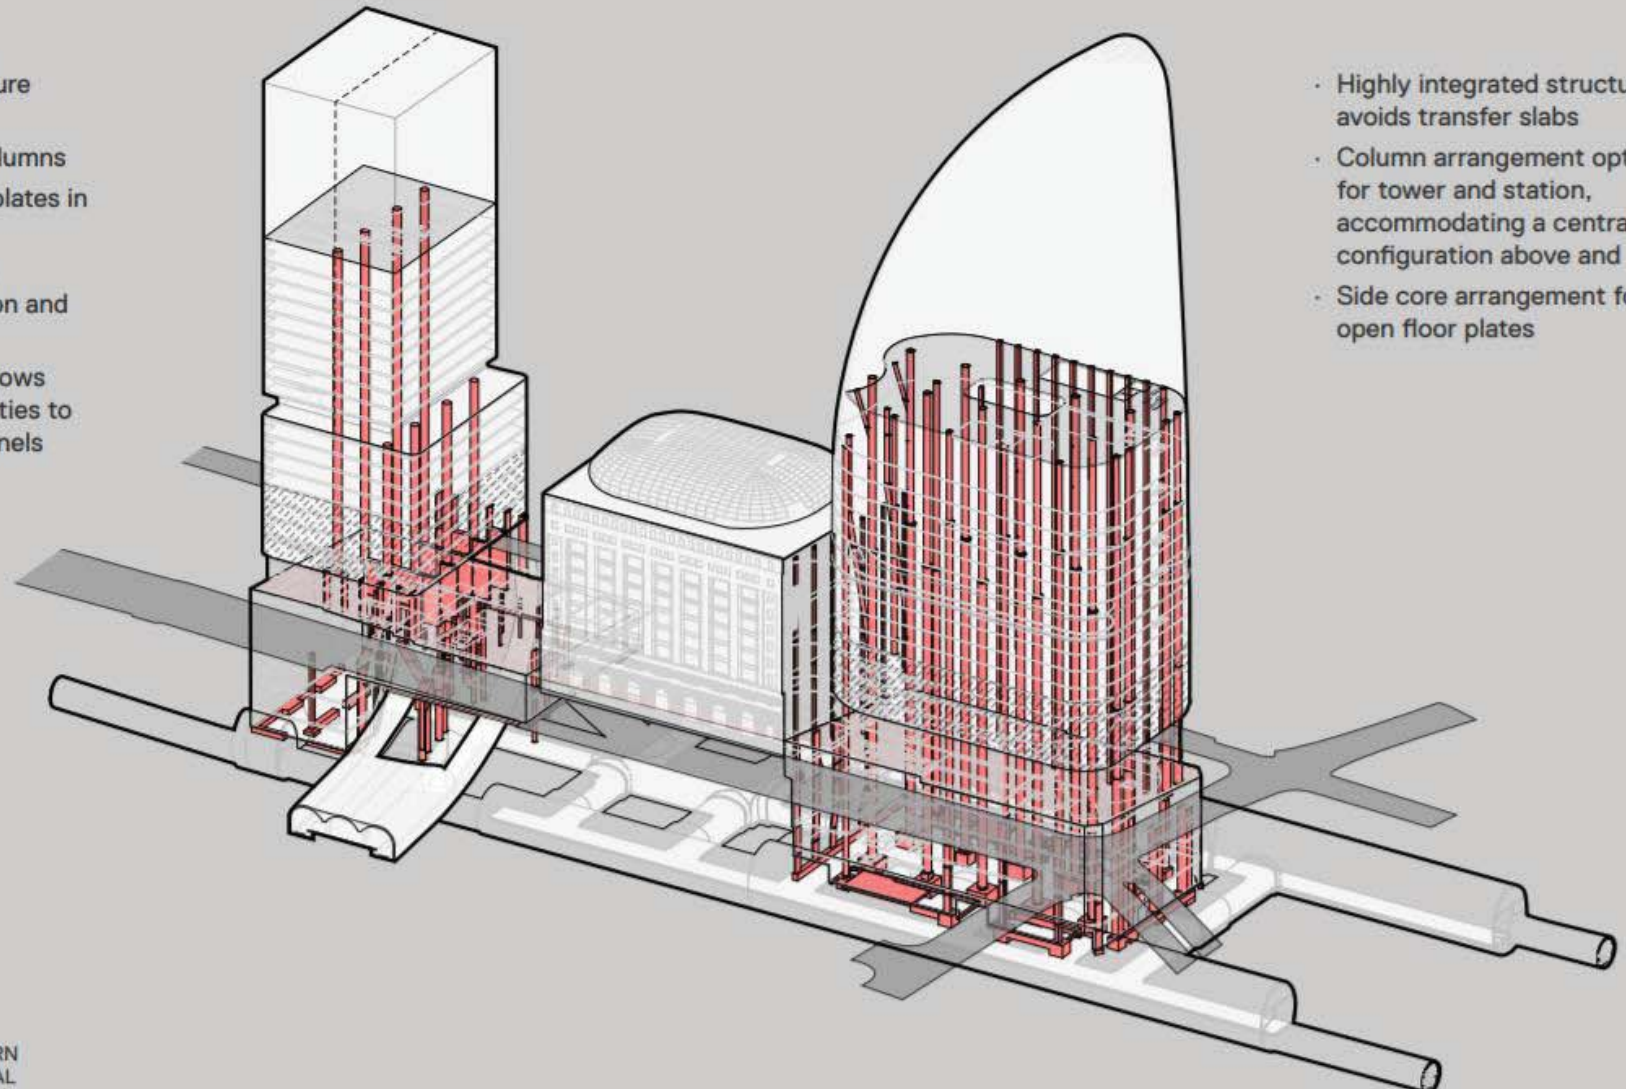 ure
lumns
plates in
on and
ows
ties to
nels
· Highly integrated structu
avoids transfer slabs
· Column arrangement opt
for tower and station,
accommodating a centra
configuration above and
· Side core arrangement fo
open floor plates
RN
AL